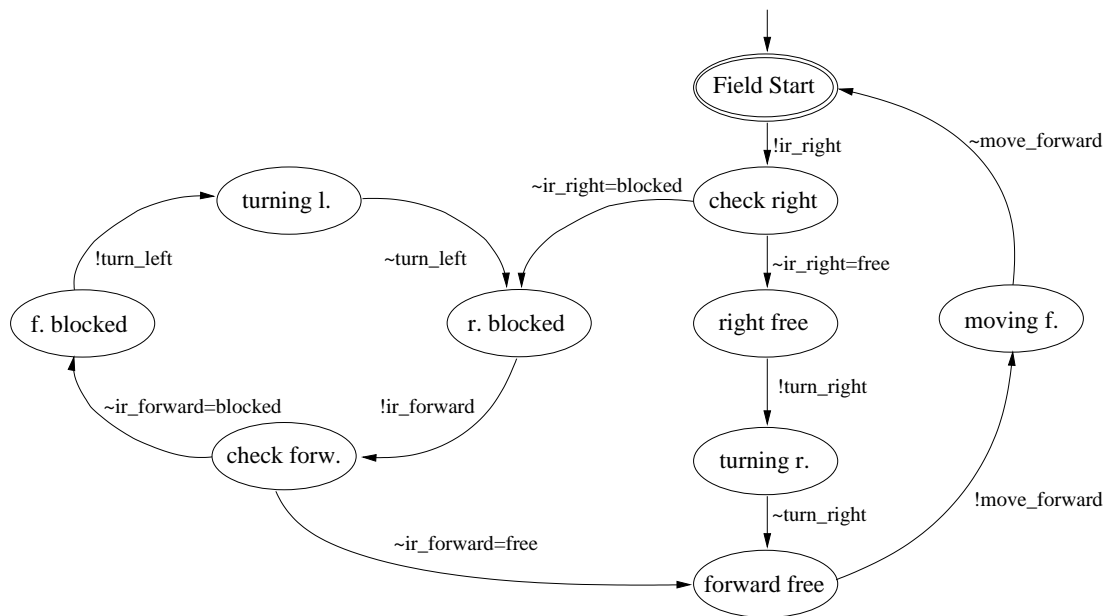 Field Start
!ir_right
~move_forward
~ir_right=blocked
turning l.
check right
!turn_left
~turn_left
~ir_right=free
f. blocked
r. blocked
right free
moving f.
!turn_right
~ir_forward=blocked
!ir_forward
check forw.
turning r.
!move_forward
~turn_right
~ir_forward=free
forward free